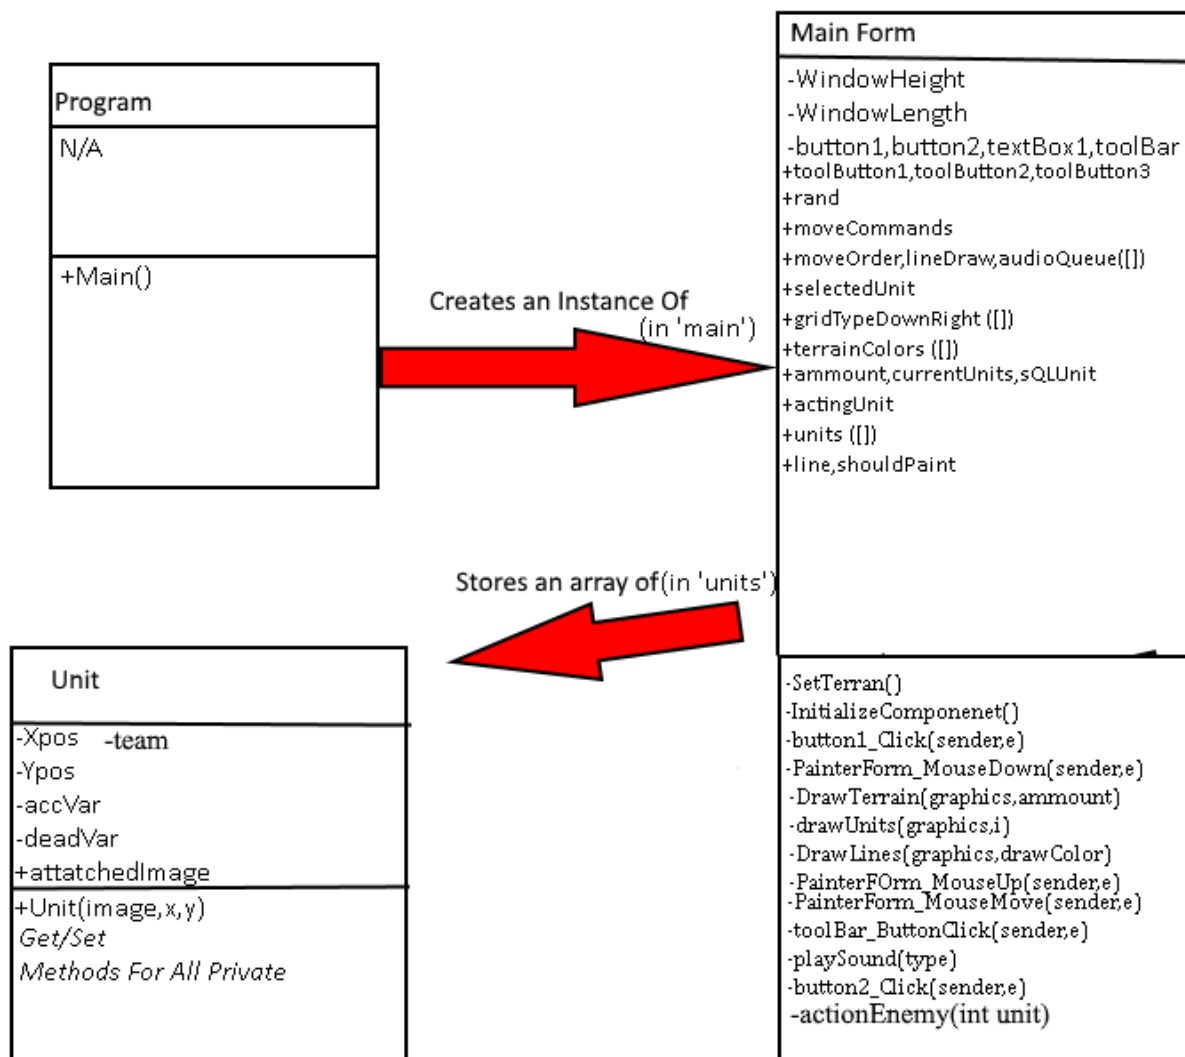 Program
N/A
+Main()
Creates an Instance Of
(in 'main')
Main Form
-WindowHeight
-WindowLength
-button1,button2,textBox1,toolBar
+toolButton1,toolButton2,toolButton3
+rand
+moveCommands
+moveOrder,lineDraw,audioQueue([])
+selectedUnit
+gridTypeDownRight ([])
+terrainColors ([])
+ammount,currentUnits,sQLUnit
+actingUnit
+units ([])
+line,shouldPaint
-SetTerran()
-InitializeComponenet()
-button1_Click(sender,e)
-PainterForm_MouseDown(sender,e)
-DrawTerrain(graphics,ammount)
-drawUnits(graphics,i)
-DrawLines(graphics,drawColor)
-PainterFOrm_MouseUp(sender,e)
-PainterForm_MouseMove(sender,e)
-toolBar_ButtonClick(sender,e)
-playSound(type)
-button2_Click(sender,e)
-actionEnemy(int unit)
Stores an array of(in 'units')
Unit
-Xpos -team
-Ypos
-accVar
-deadVar
+attatchedImage
+Unit(image,x,y)
Get/Set
Methods For All Private